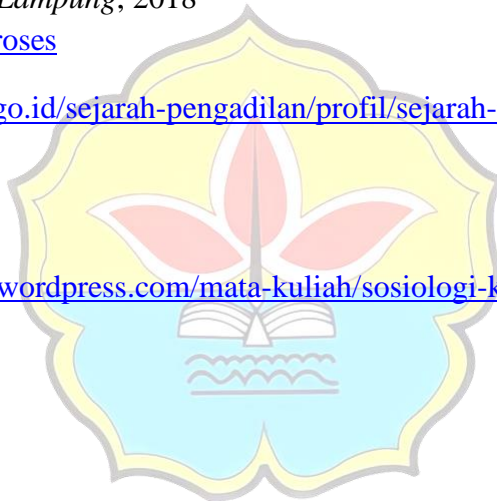 Lampung, 2018
roses
go.id/sejarah-pengadilan/profil/sejarah-
wordpress.com/mata-kuliah/sosiologi-k